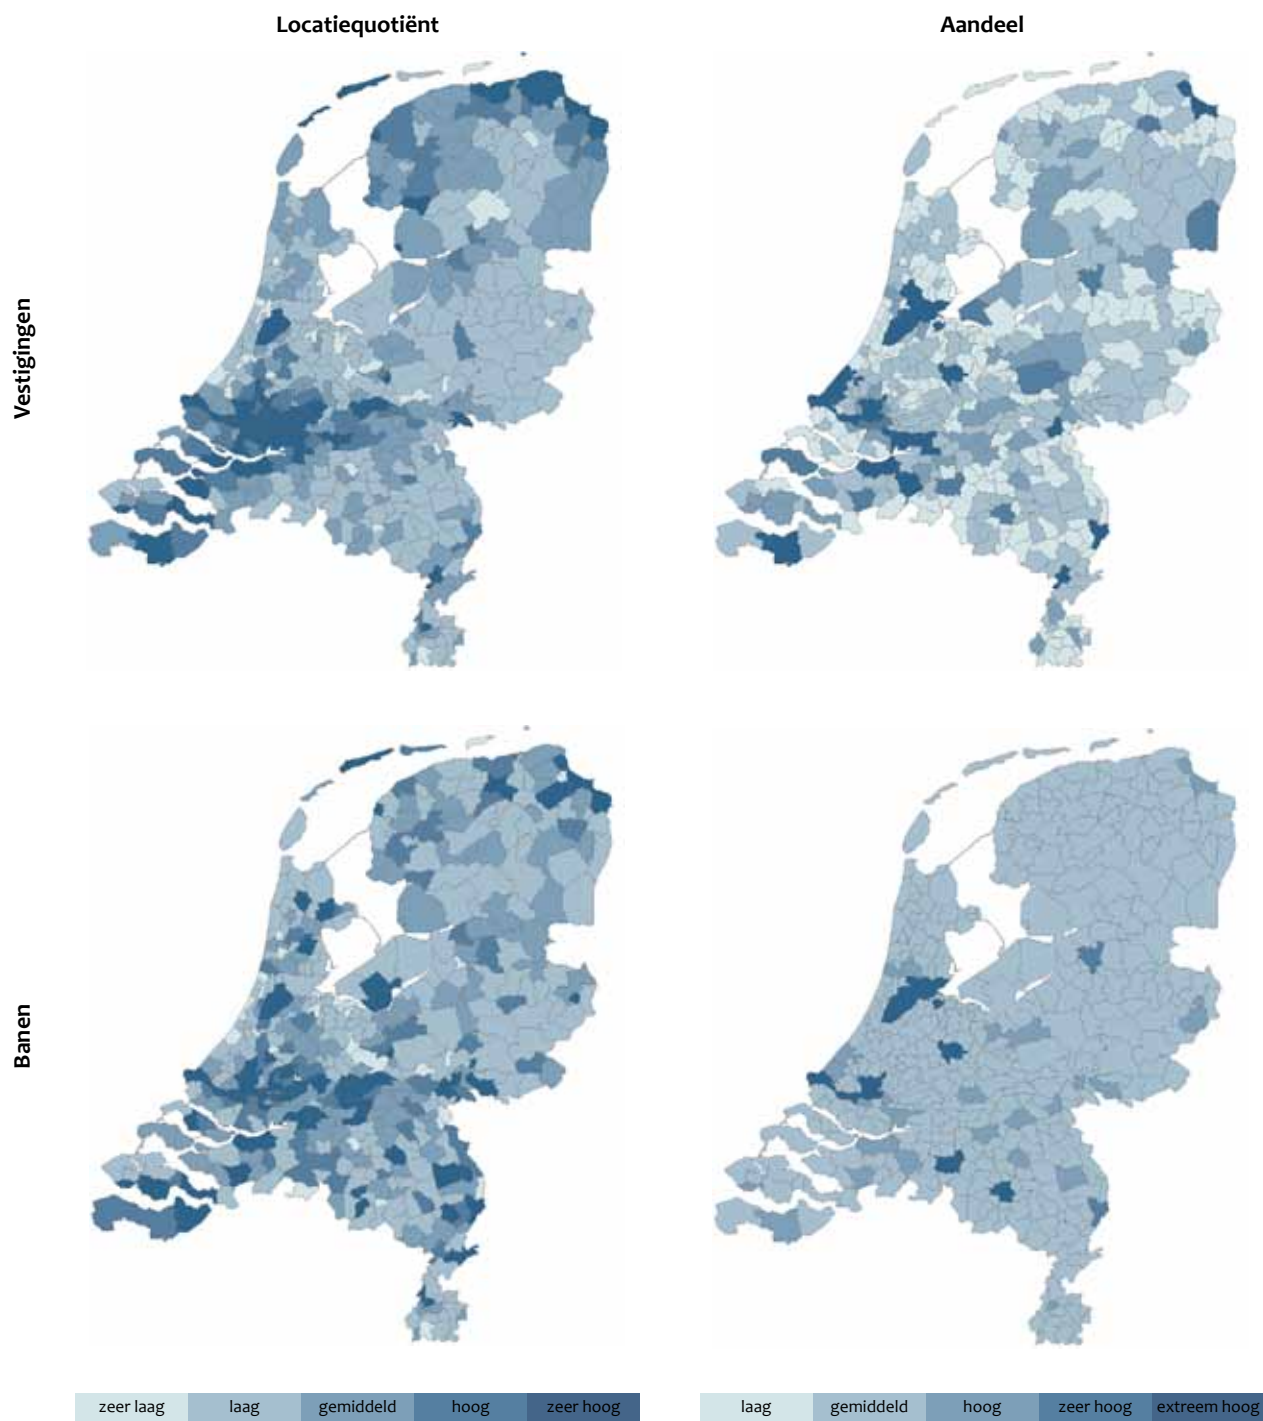 Locatiequotiënt
Aandeel
Vestigingen
Banen
zeer laag laag gemiddeld hoog zeer hoog
laag gemiddeld hoog zeer hoog extreem hoog